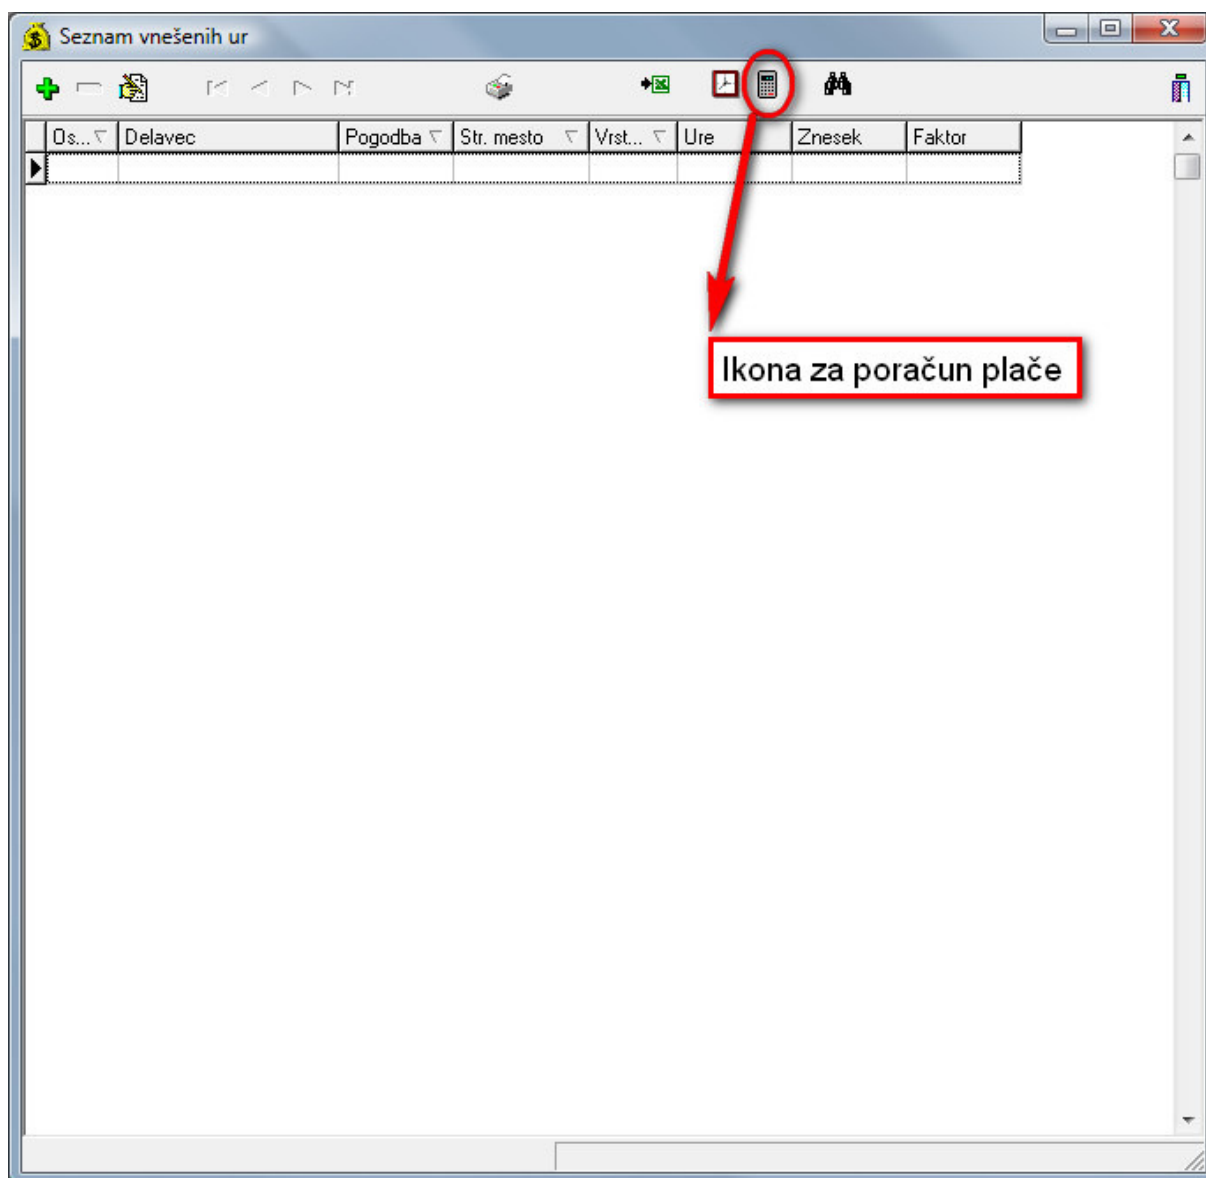 Seznam vnešenih ur
Os... Delavec Pogodba Str. mesto Vrst... Ure Znesek Faktor
Ikona za poračun plače